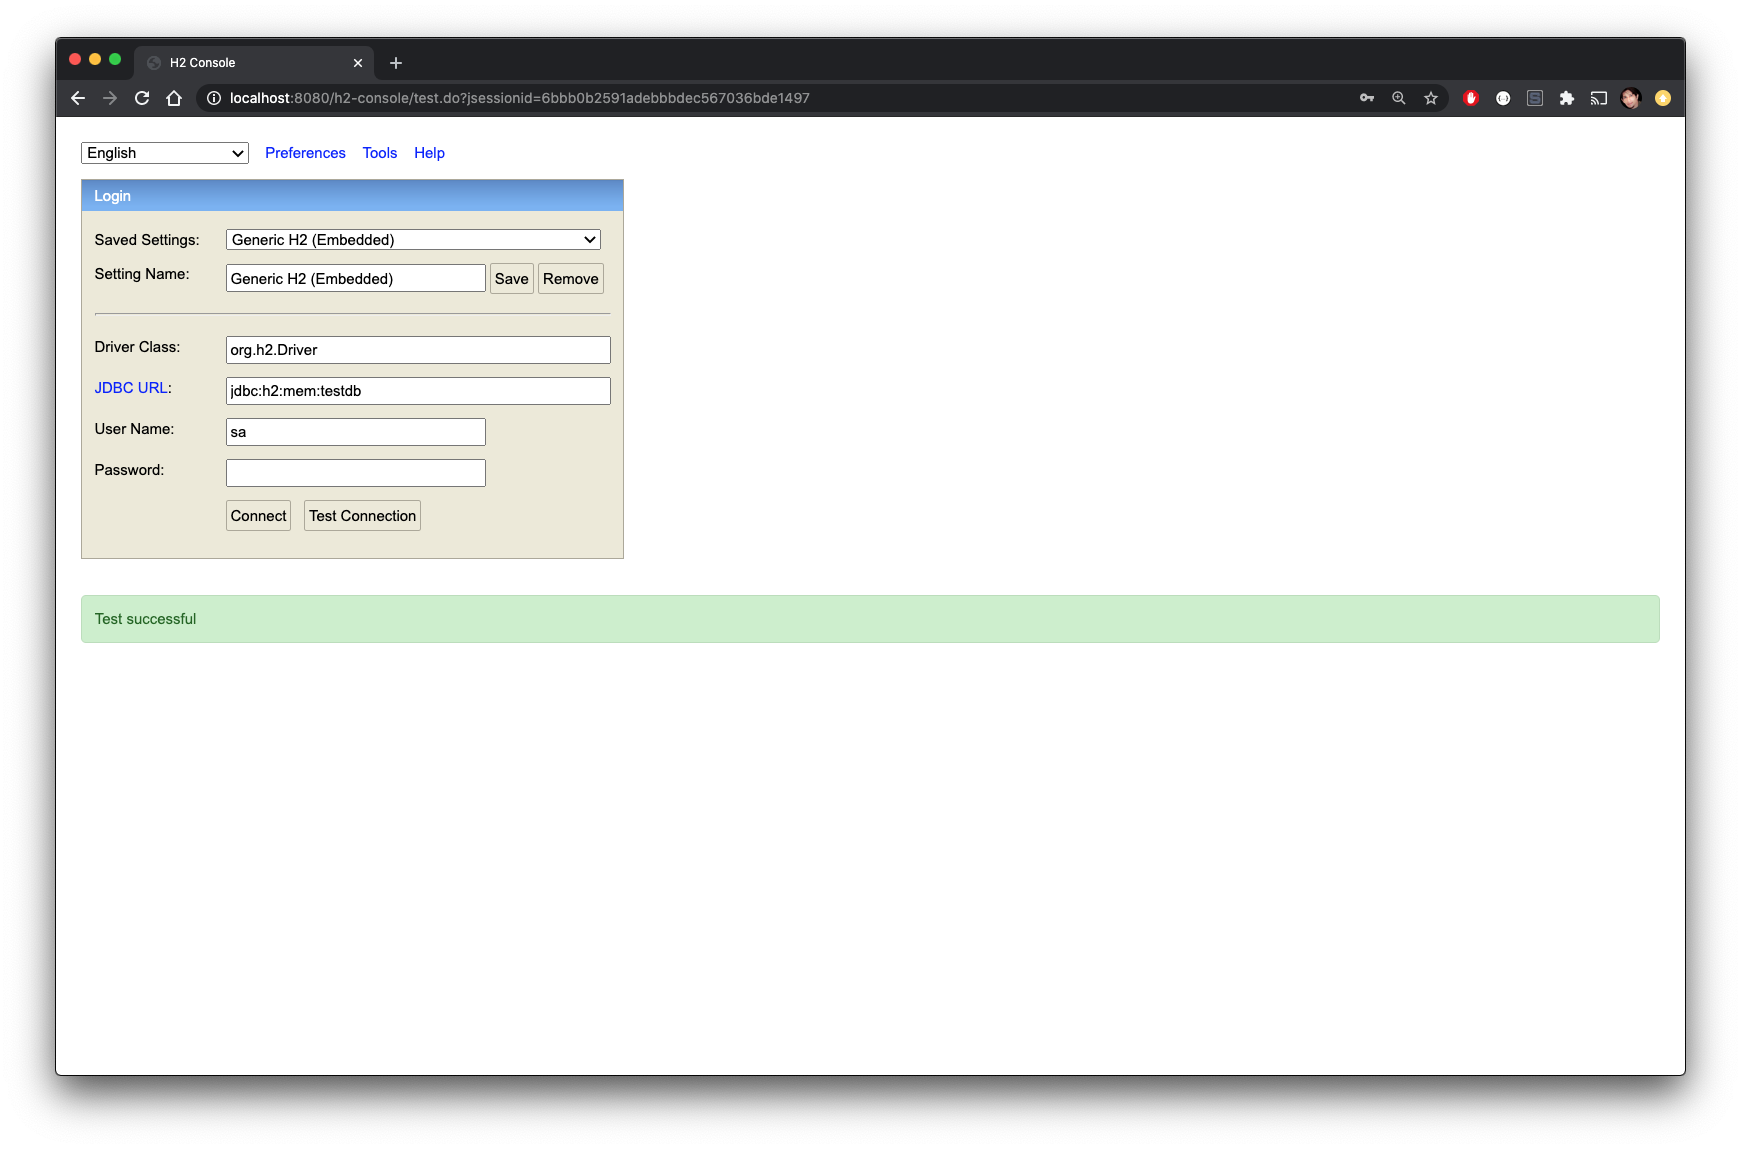 H2 Console
localhost:8080/h2-console/test.do?jsessionid=6bbb0b2591adebbbdec567036bde1497
English Preferences Tools Help
Login
Saved Settings: Generic H2 (Embedded)
Setting Name: Generic H2 (Embedded) Save Remove
Driver Class: org.h2.Driver
JDBC URL: jdbc:h2:mem:testdb
User Name: sa
Password:
Connect Test Connection
Test successful